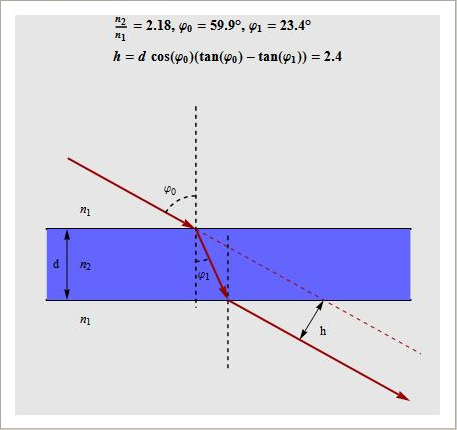 n₂/n₁ = 2.18, φ₀ = 59.9°, φ₁ = 23.4°
h = d cos(φ₀)(tan(φ₀) − tan(φ₁)) = 2.4
φ₀
n₁
d
n₂
φ₁
n₁
h